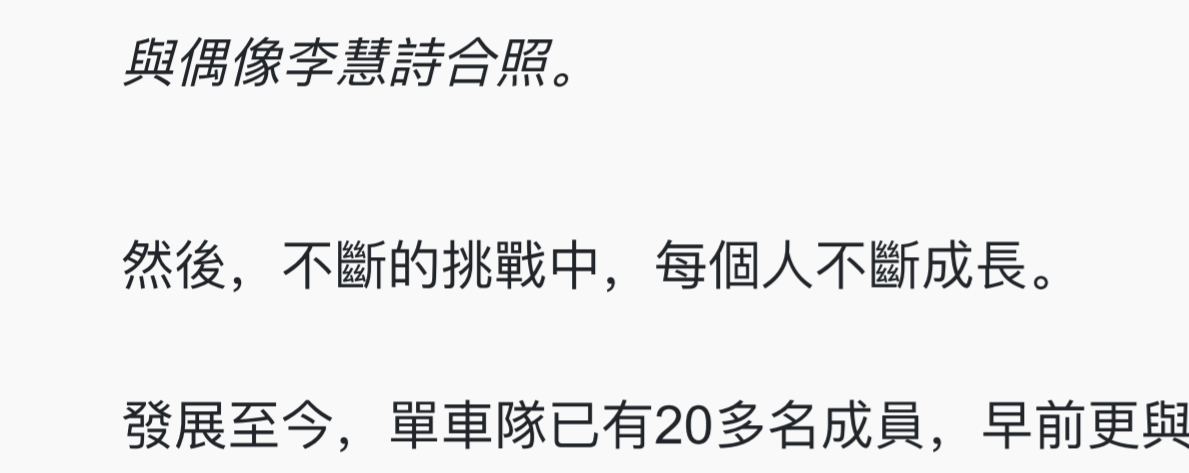 與偶像李慧詩合照。
然後，不斷的挑戰中，每個人不斷成長。
發展至今，單車隊已有20多名成員，早前更與